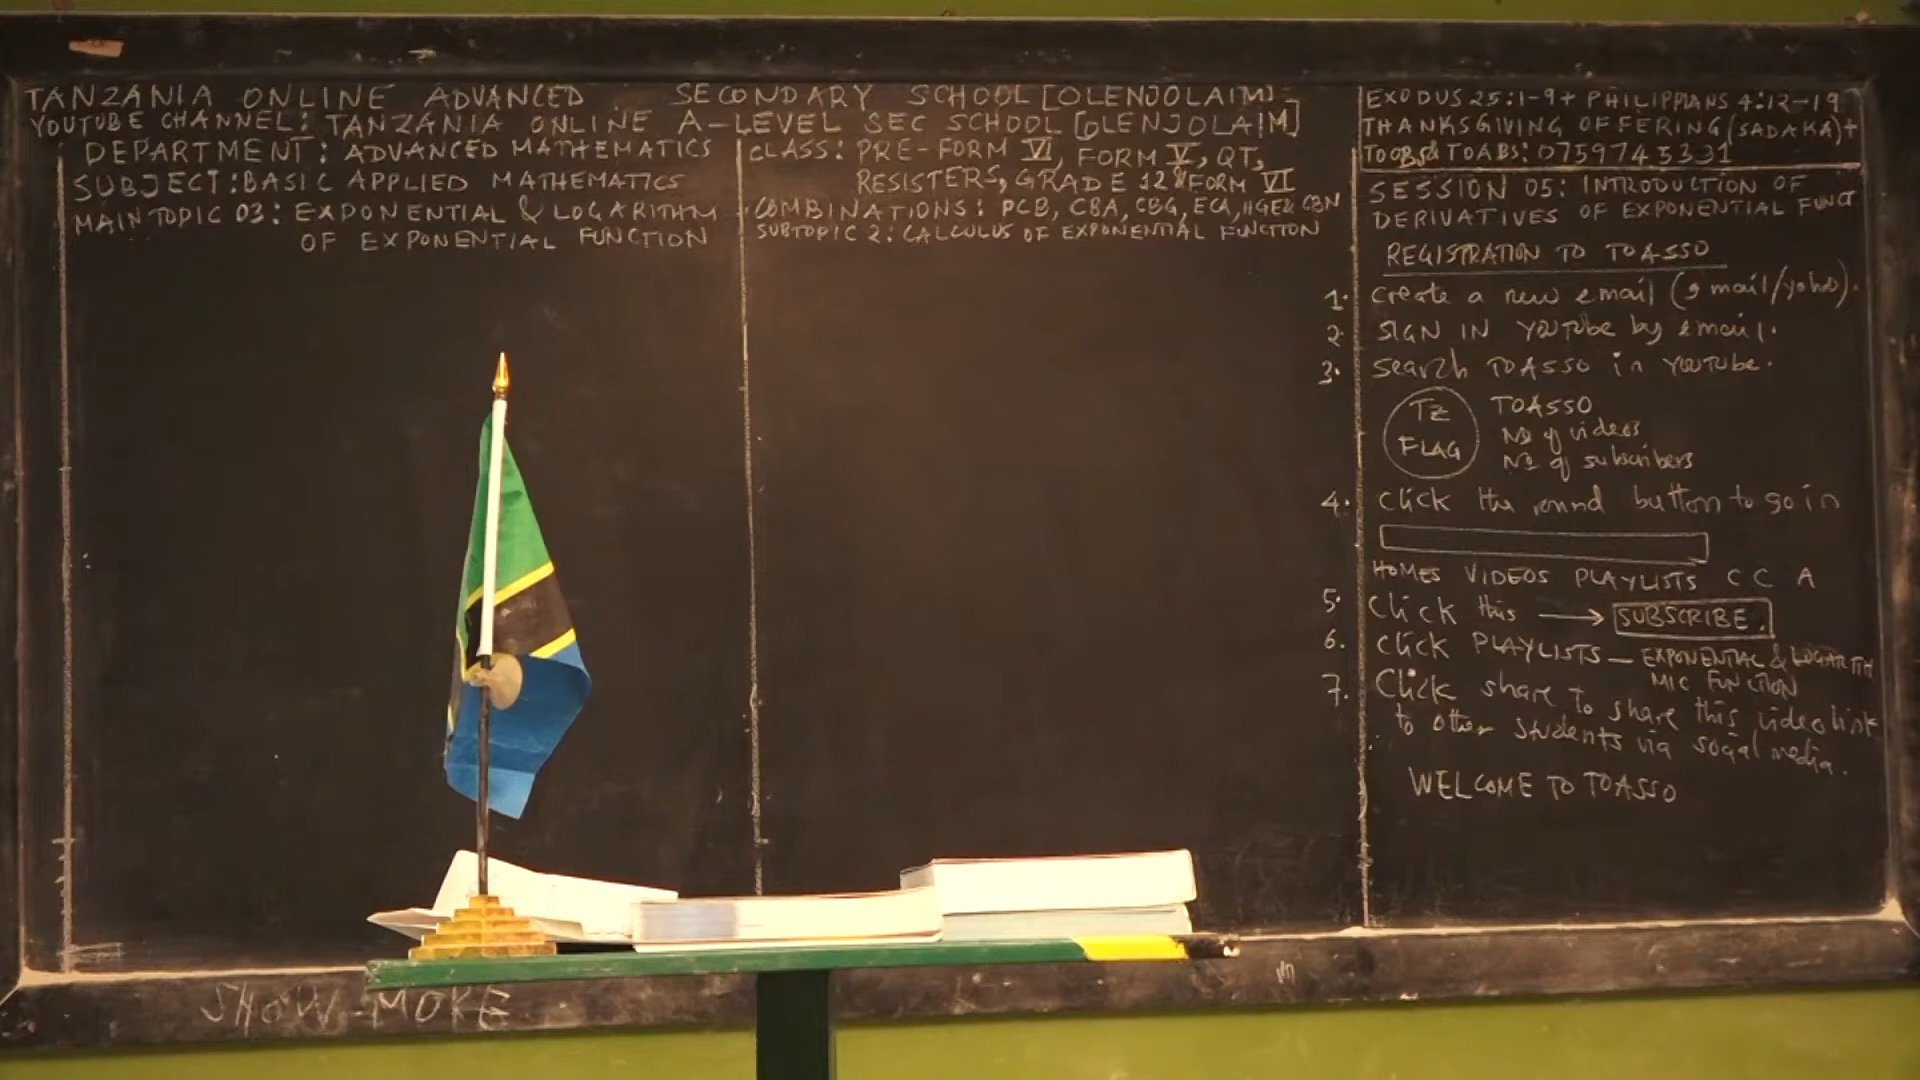 TANZANIA ONLINE ADVANCED SECONDARY SCHOOL [OLENJOLAIM]
YOUTUBE CHANNEL: TANZANIA ONLINE A-LEVEL SEC SCHOOL [OLENJOLAIM]
DEPARTMENT: ADVANCED MATHEMATICS
SUBJECT: BASIC APPLIED MATHEMATICS
MAIN TOPIC 03: EXPONENTIAL & LOGARITHM
OF EXPONENTIAL FUNCTION
CLASS: PRE-FORM VI, FORM V, QT,
RESISTERS, GRADE 12 & FORM VI
COMBINATIONS: PCB, CBA, CBG, ECA, HGE & CBN
SUBTOPIC 2: CALCULUS OF EXPONENTIAL FUNCTION
EXODUS 25:1-9 + PHILIPPIANS 4:12-19
THANKSGIVING OFFERING (SADAKA) +
TOOBS & TOABS: 0759745331
SESSION 05: INTRODUCTION OF
DERIVATIVES OF EXPONENTIAL FUNCT
REGISTRATION TO TOASSO
1. Create a new email (gmail/yahoo).
2. SIGN IN YOUTUBE by email.
3. Search TOASSO in YOUTUBE.
TZ
FLAG
TOASSO
No of videos
No of subscribers
4. Click the round button to go in
HOMES VIDEOS PLAYLISTS C C A
5. Click this → SUBSCRIBE.
6. Click PLAYLISTS - EXPONENTIAL & LOGARITH
MIC FUNCTION
7. Click share to share this video link
to other students via social media.
WELCOME TO TOASSO
SHOW-MORE